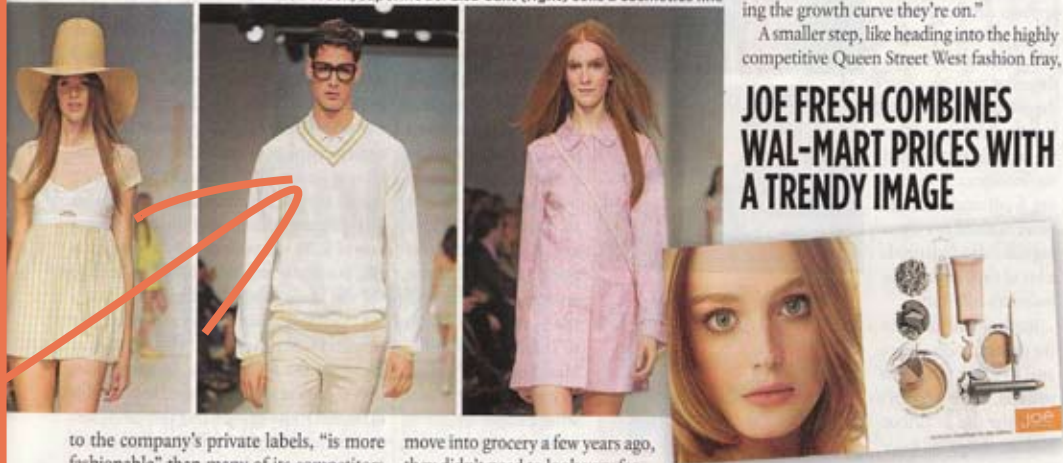 ing the growth curve they're on."
A smaller step, like heading into the highly
competitive Queen Street West fashion fray,
JOE FRESH COMBINES
WAL-MART PRICES WITH
A TRENDY IMAGE
Joe
to the company's private labels, "is more
move into grocery a few years ago,